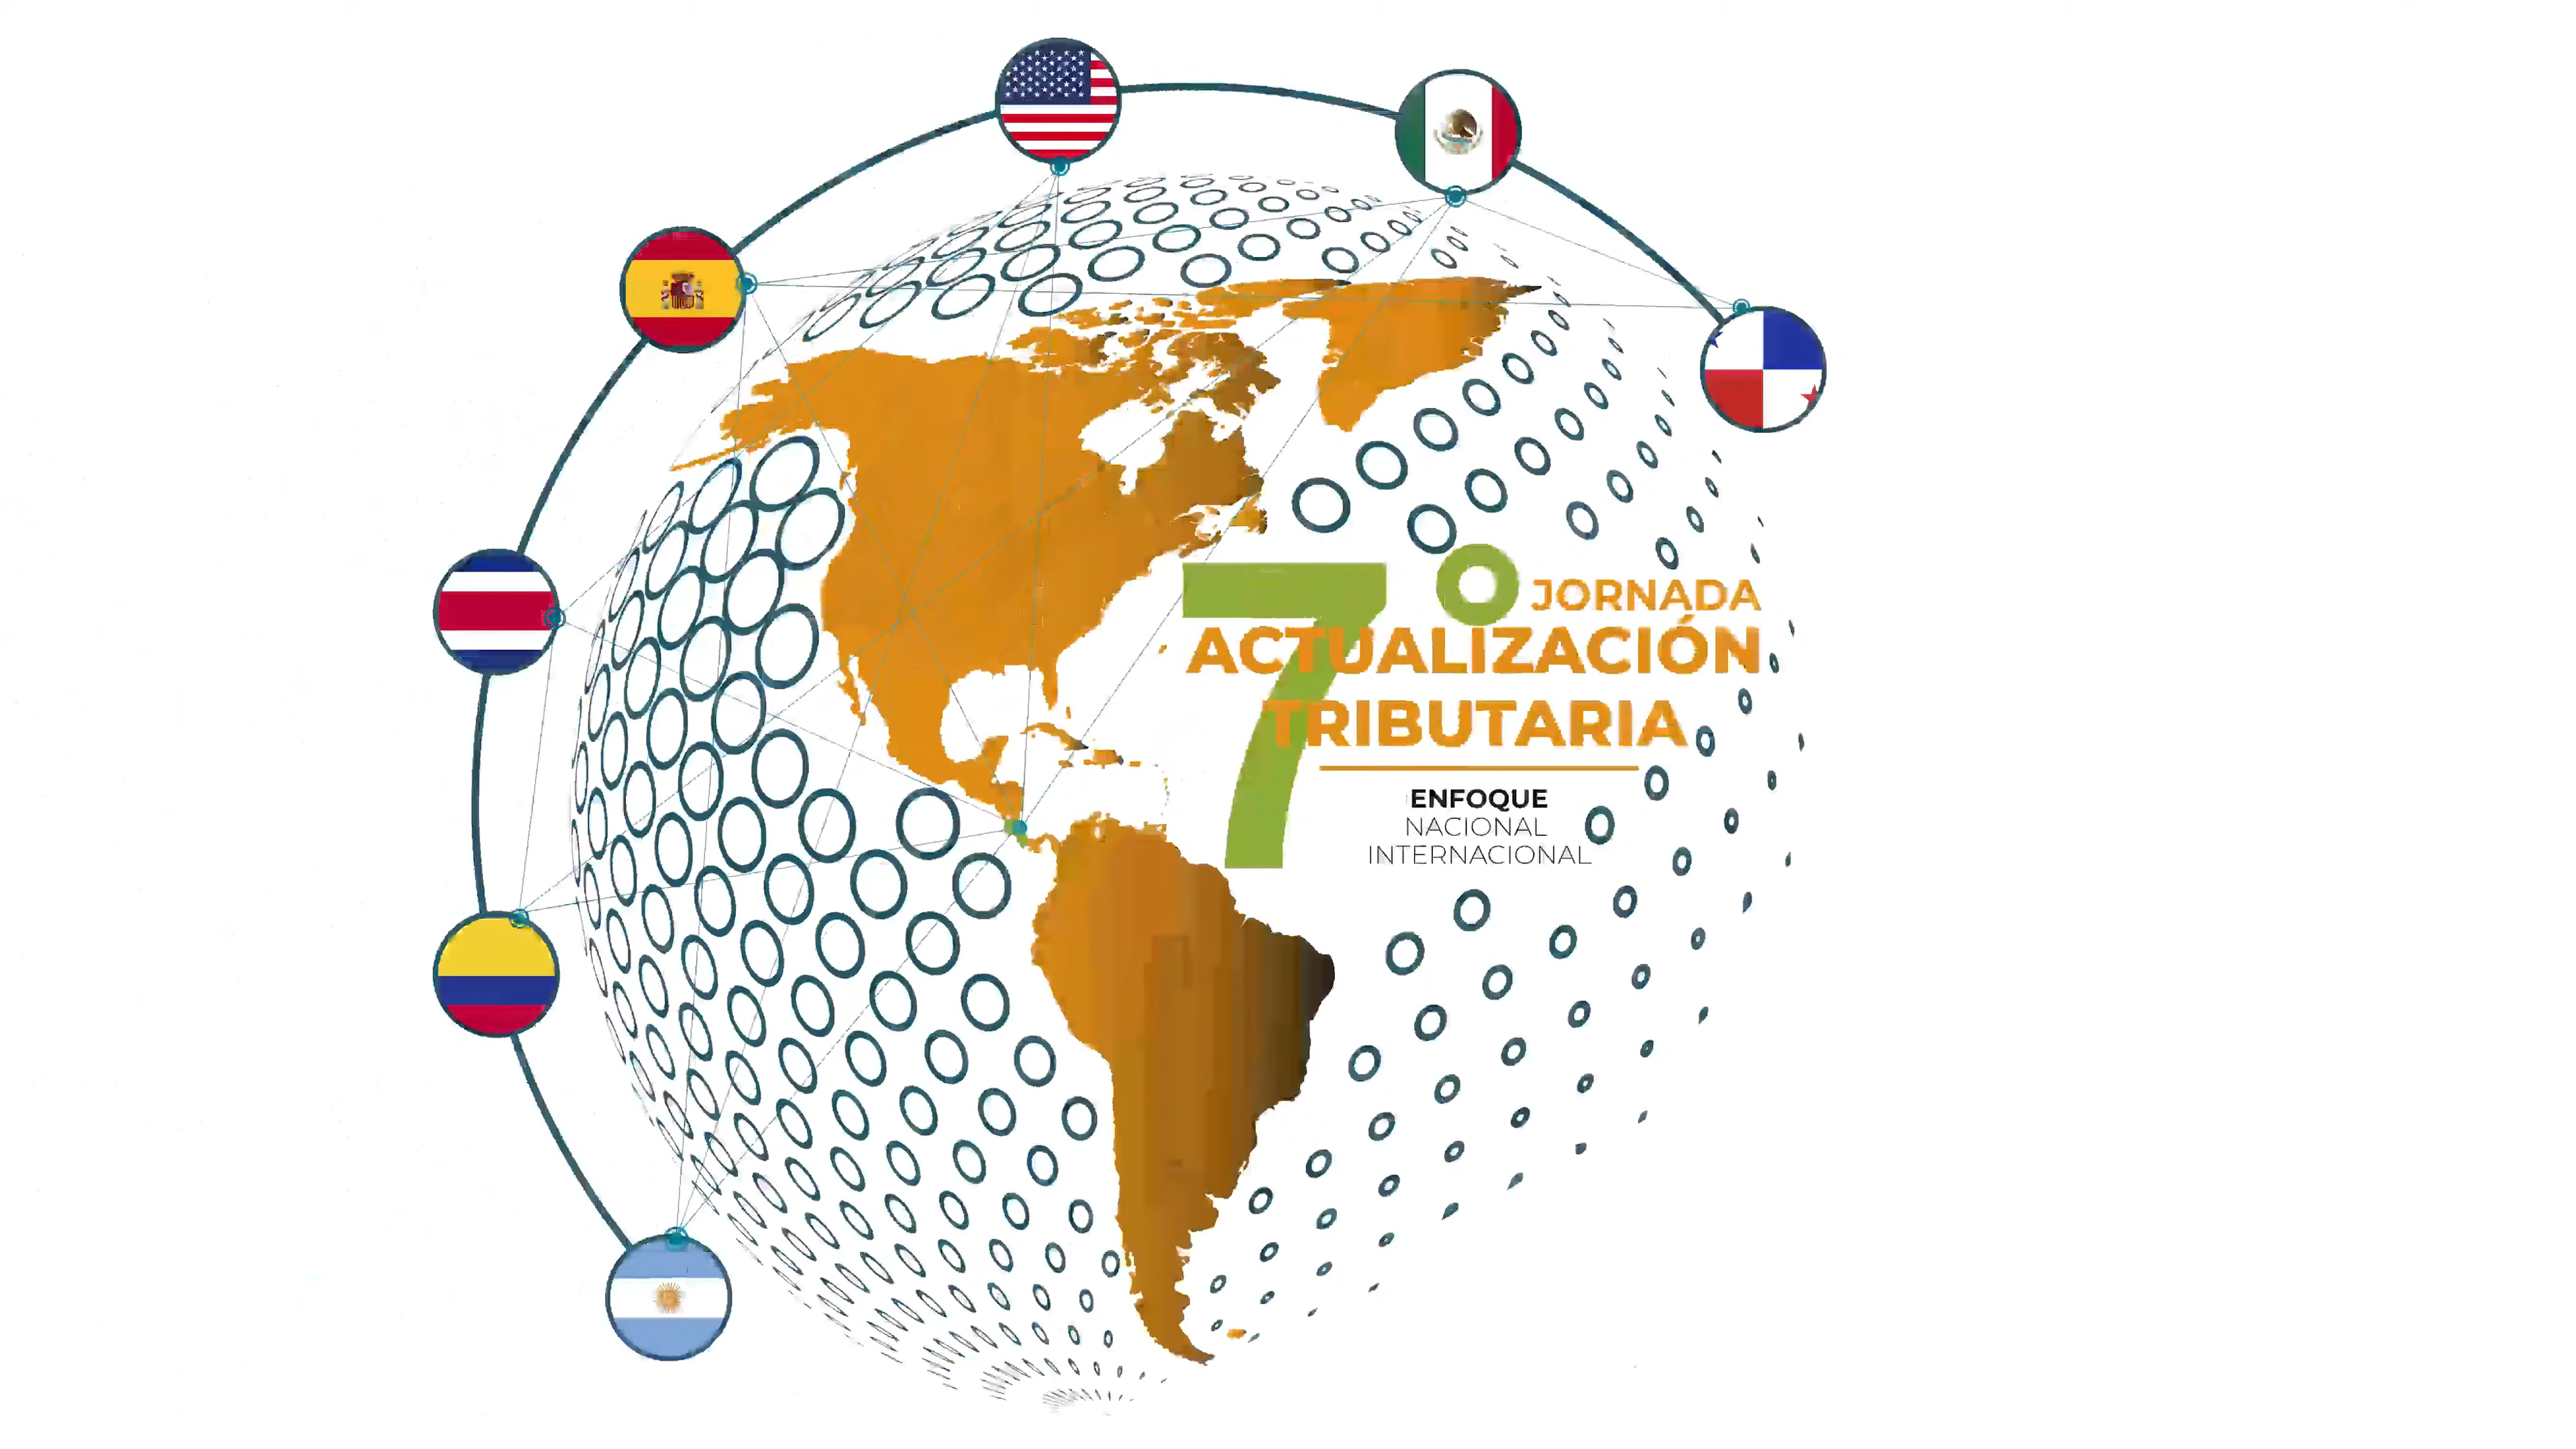 7° JORNADA
ACTUALIZACIÓN
TRIBUTARIA
ENFOQUE
NACIONAL
INTERNACIONAL